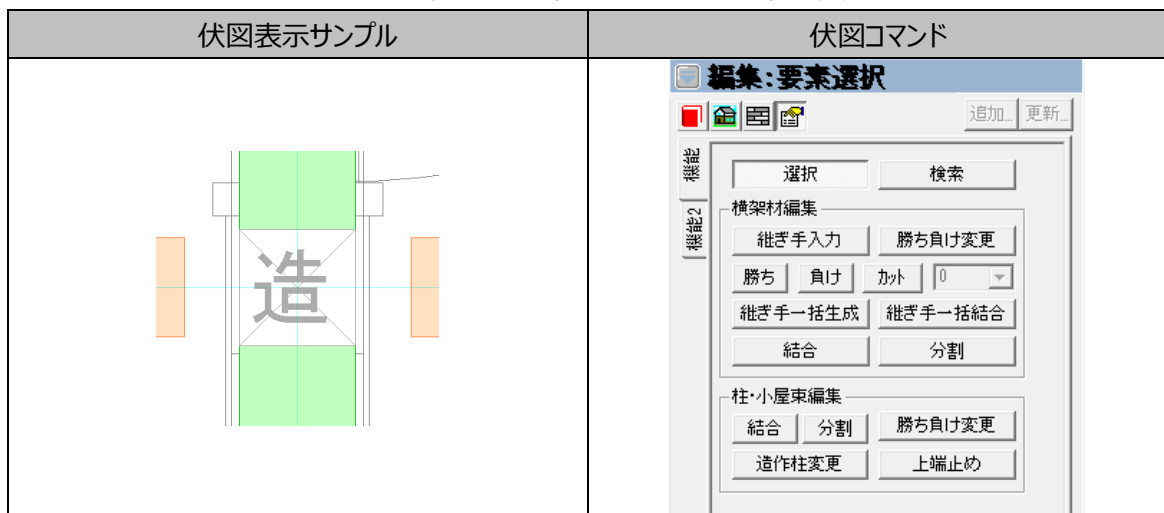 伏図表示サンプル
伏図コマンド
編集:要素選択
追加...
更新...
機能
機能2
選択
検索
横架材編集
継ぎ手入力
勝ち負け変更
勝ち
負け
カット
0
継ぎ手一括生成
継ぎ手一括結合
結合
分割
柱・小屋束編集
結合
分割
勝ち負け変更
造作柱変更
上端止め
造